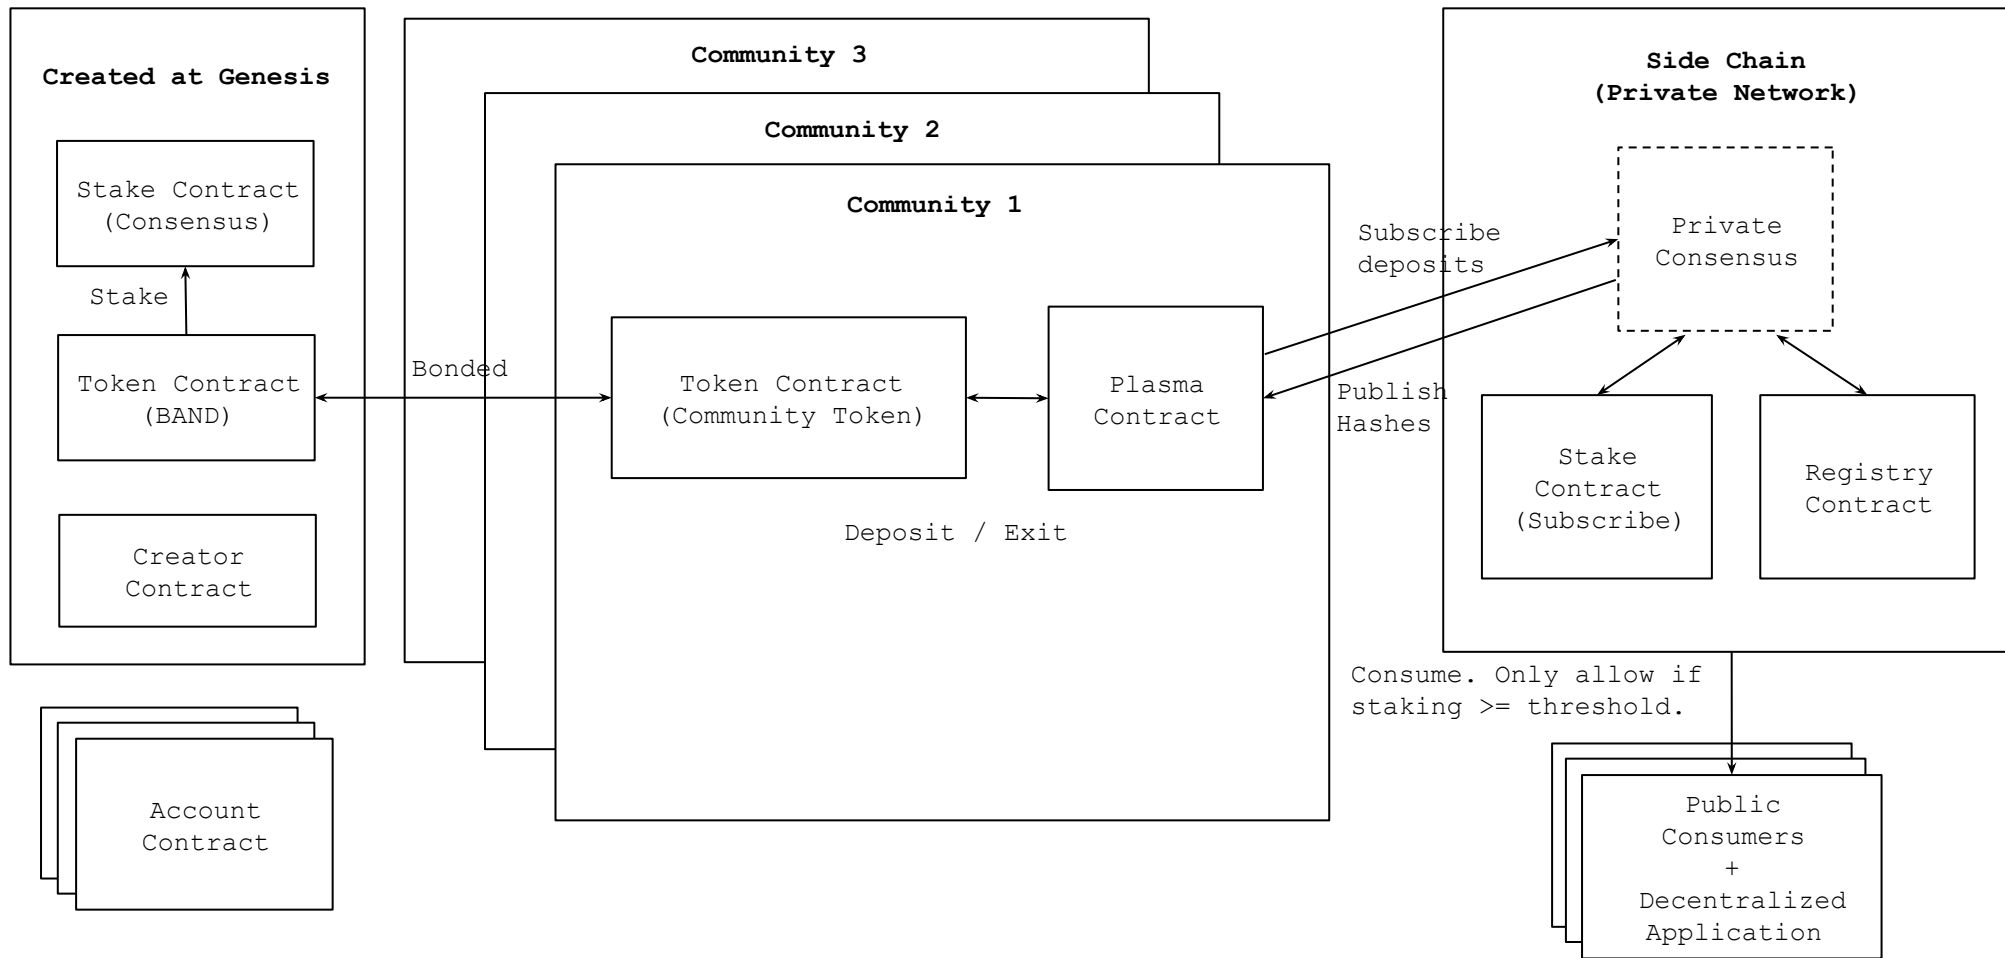 Created at Genesis
Stake Contract
(Consensus)
Stake
Token Contract
(BAND)
Creator
Contract
Account
Contract
Community 3
Community 2
Community 1
Bonded
Token Contract
(Community Token)
Plasma
Contract
Deposit / Exit
Subscribe
deposits
Publish
Hashes
Side Chain
(Private Network)
Private
Consensus
Stake
Contract
(Subscribe)
Registry
Contract
Consume. Only allow if
staking >= threshold.
Public
Consumers
+
Decentralized
Application